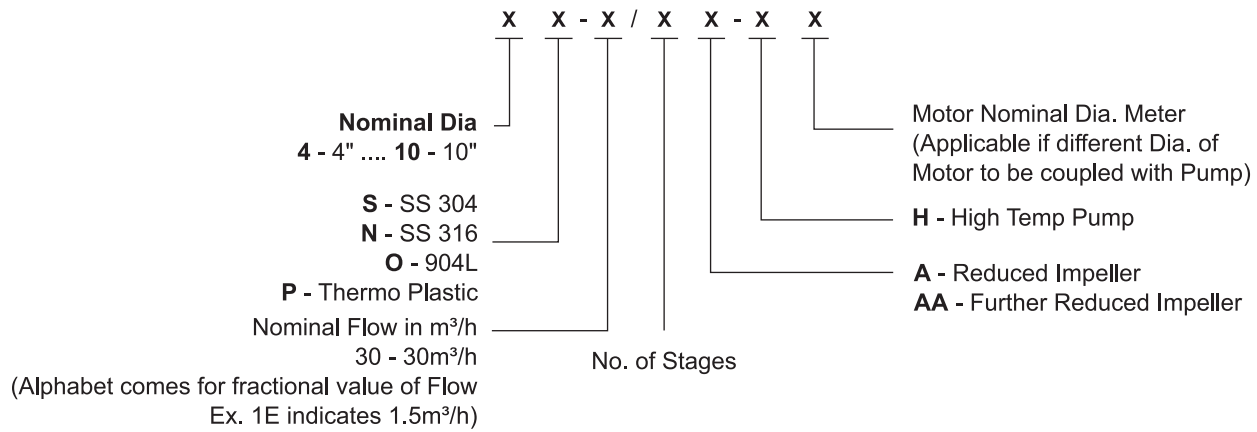 X X - X / X X - X X
Nominal Dia
4 - 4" .... 10 - 10"
S - SS 304
N - SS 316
O - 904L
P - Thermo Plastic
Nominal Flow in m³/h
30 - 30m³/h
(Alphabet comes for fractional value of Flow
Ex. 1E indicates 1.5m³/h)
No. of Stages
Motor Nominal Dia. Meter
(Applicable if different Dia. of
Motor to be coupled with Pump)
H - High Temp Pump
A - Reduced Impeller
AA - Further Reduced Impeller